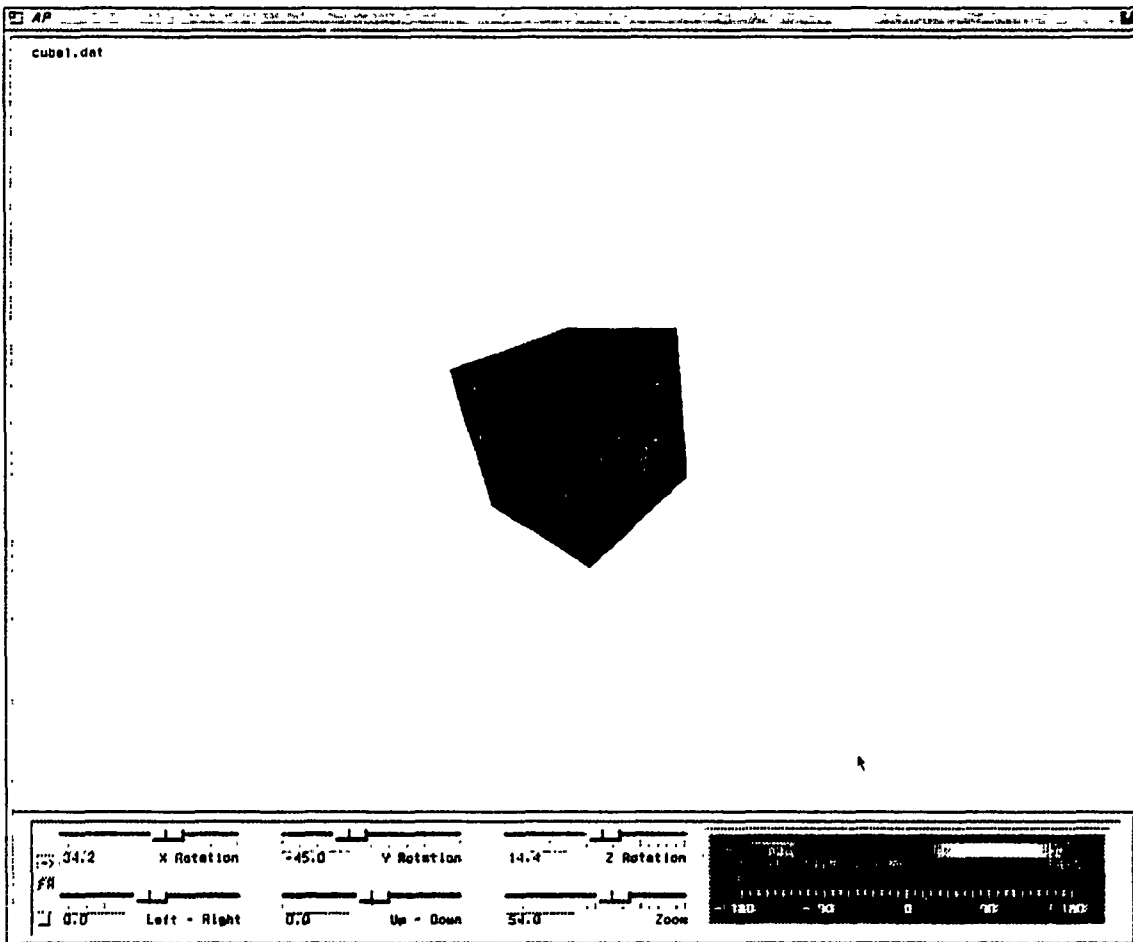 AP
cube1.dat
34.2 X Rotation -45.0 Y Rotation 14.4 Z Rotation
0.0 Left - Right 0.0 Up - Down 54.0 Zoom
-180 -90 0 90 180